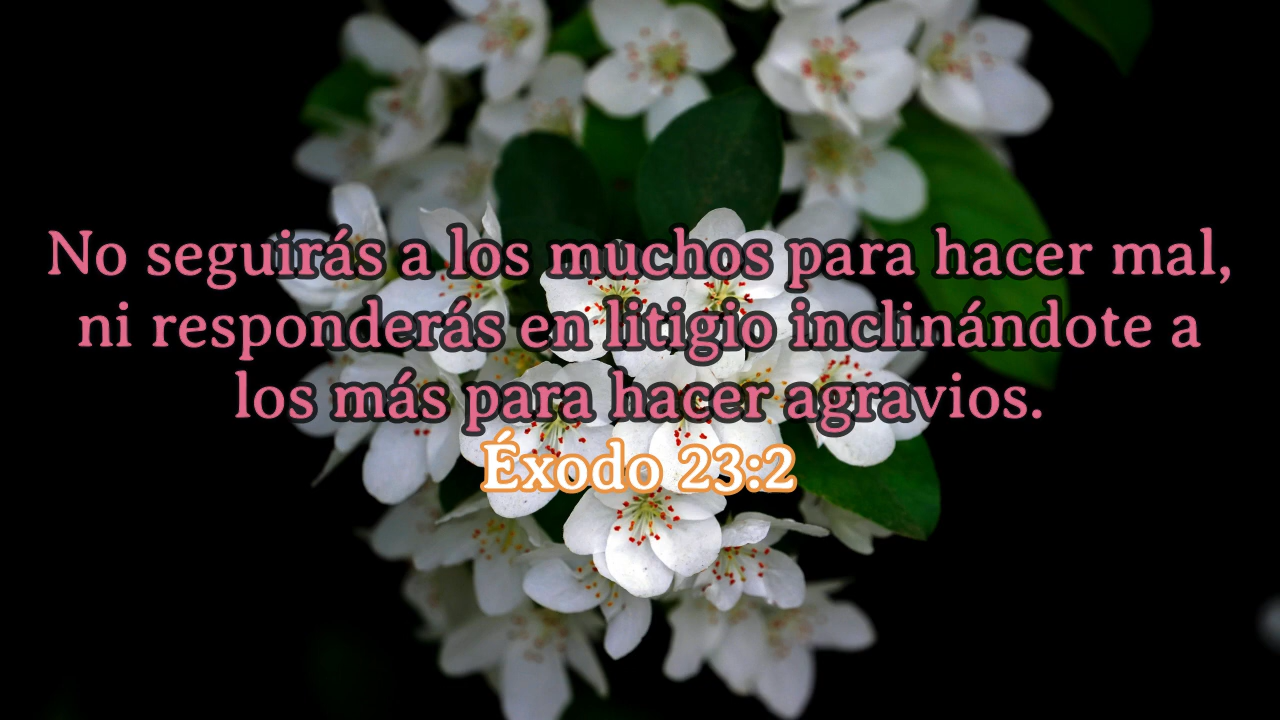 No seguirás a los muchos para hacer mal,
ni responderás en litigio inclinándote a
los más para hacer agravios.
Éxodo 23:2